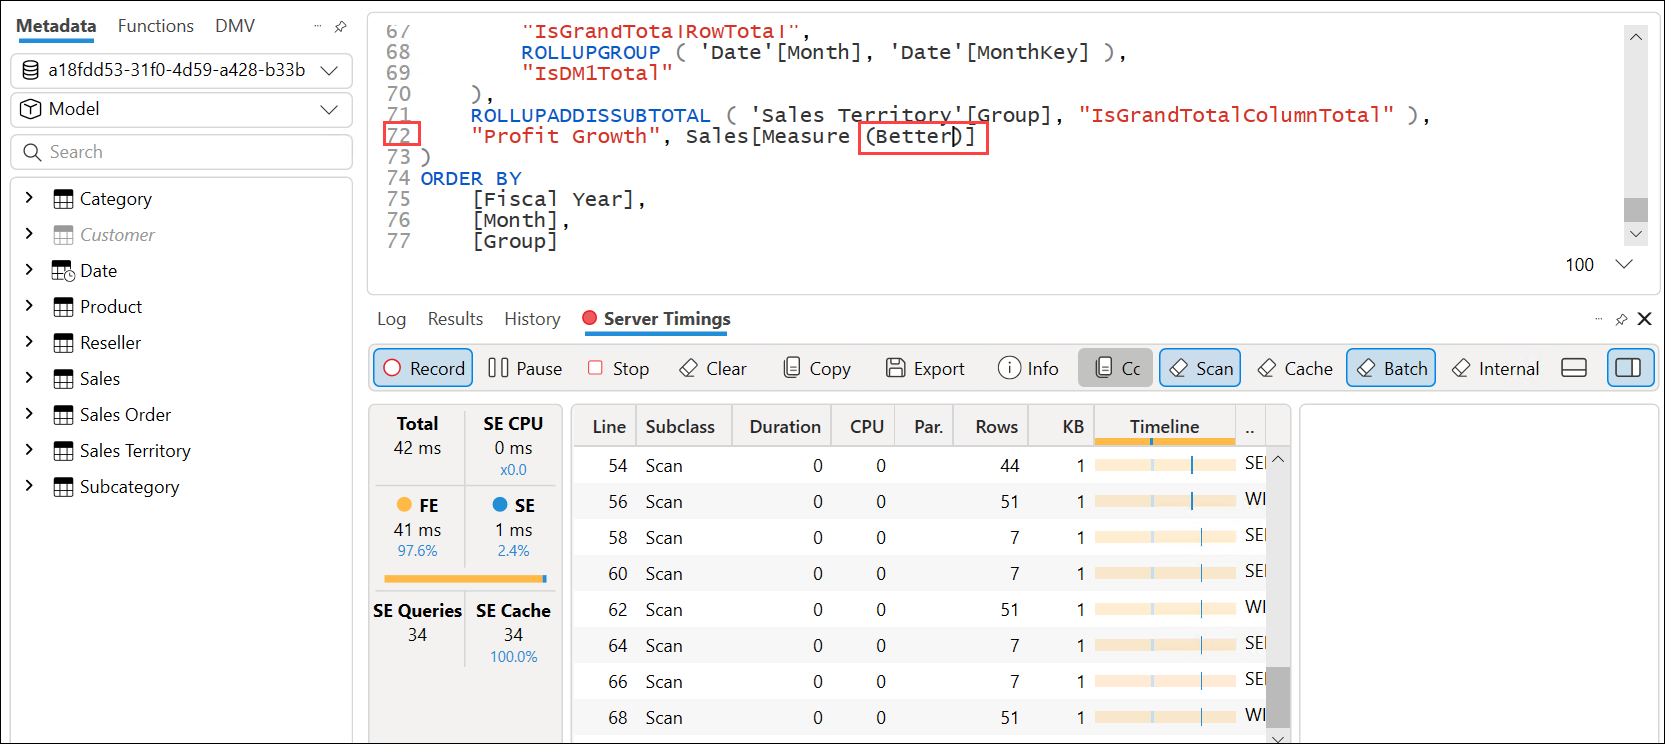 Metadata Functions DMV
a18fdd53-31f0-4d59-a428-b33b
Model
Search
Category
Customer
Date
Product
Reseller
Sales
Sales Order
Sales Territory
Subcategory
67 "IsGrandTotalRowTotal",
68 ROLLUPGROUP ( 'Date'[Month], 'Date'[MonthKey] ),
69 "IsDM1Total"
70 ),
71 ROLLUPADDISSUBTOTAL ( 'Sales Territory'[Group], "IsGrandTotalColumnTotal" ),
72 "Profit Growth", Sales[Measure (Better)]
73 )
74 ORDER BY
75 [Fiscal Year],
76 [Month],
77 [Group]
100
Log Results History Server Timings
Record Pause Stop Clear Copy Export Info Cc Scan Cache Batch Internal
Total SE CPU
42 ms 0 ms
x0.0
FE SE
41 ms 1 ms
97.6% 2.4%
SE Queries SE Cache
34 34
100.0%
Line Subclass Duration CPU Par. Rows KB Timeline ..
54 Scan 0 0 44 1 SEI
56 Scan 0 0 51 1 WI
58 Scan 0 0 7 1 SEI
60 Scan 0 0 7 1 SEI
62 Scan 0 0 51 1 WI
64 Scan 0 0 7 1 SEI
66 Scan 0 0 7 1 SEI
68 Scan 0 0 51 1 WI